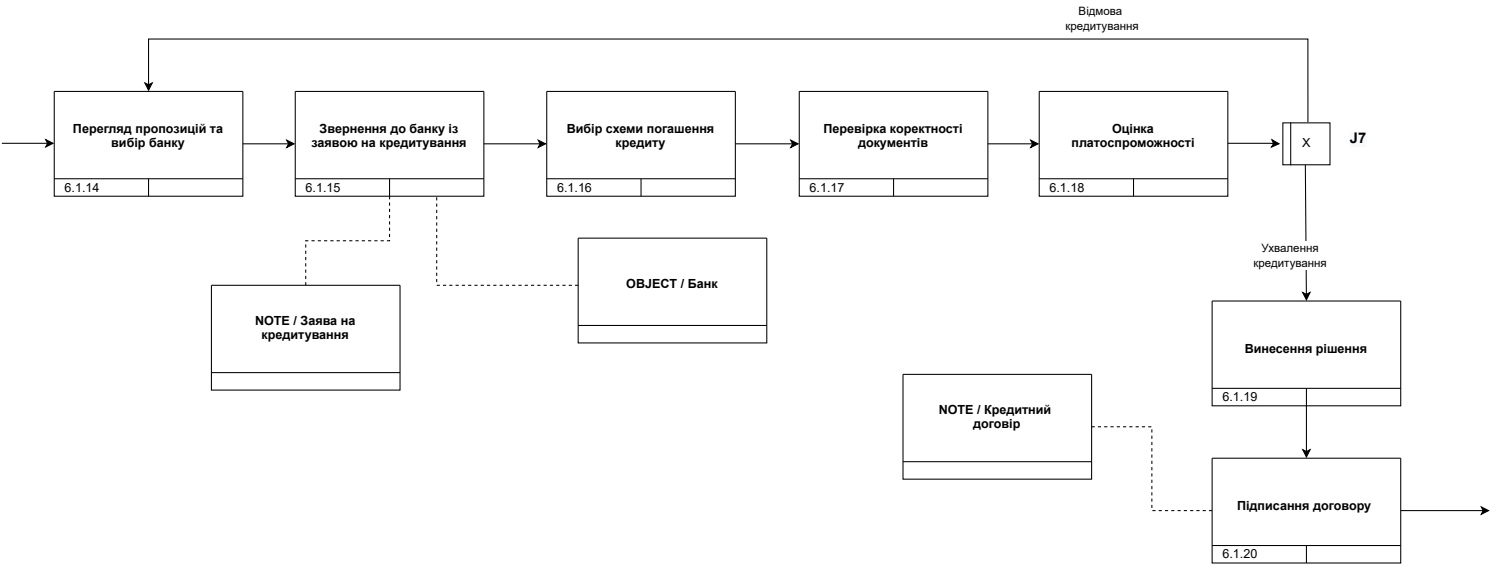 Відмова
кредитування
Перегляд пропозицій та
вибір банку
6.1.14
Звернення до банку із
заявою на кредитування
6.1.15
Вибір схеми погашення
кредиту
6.1.16
Перевірка коректності
документів
6.1.17
Оцінка
платоспроможності
6.1.18
X
J7
Ухвалення
кредитування
NOTE / Заява на
кредитування
OBJECT / Банк
Винесення рішення
6.1.19
NOTE / Кредитний
договір
Підписання договору
6.1.20